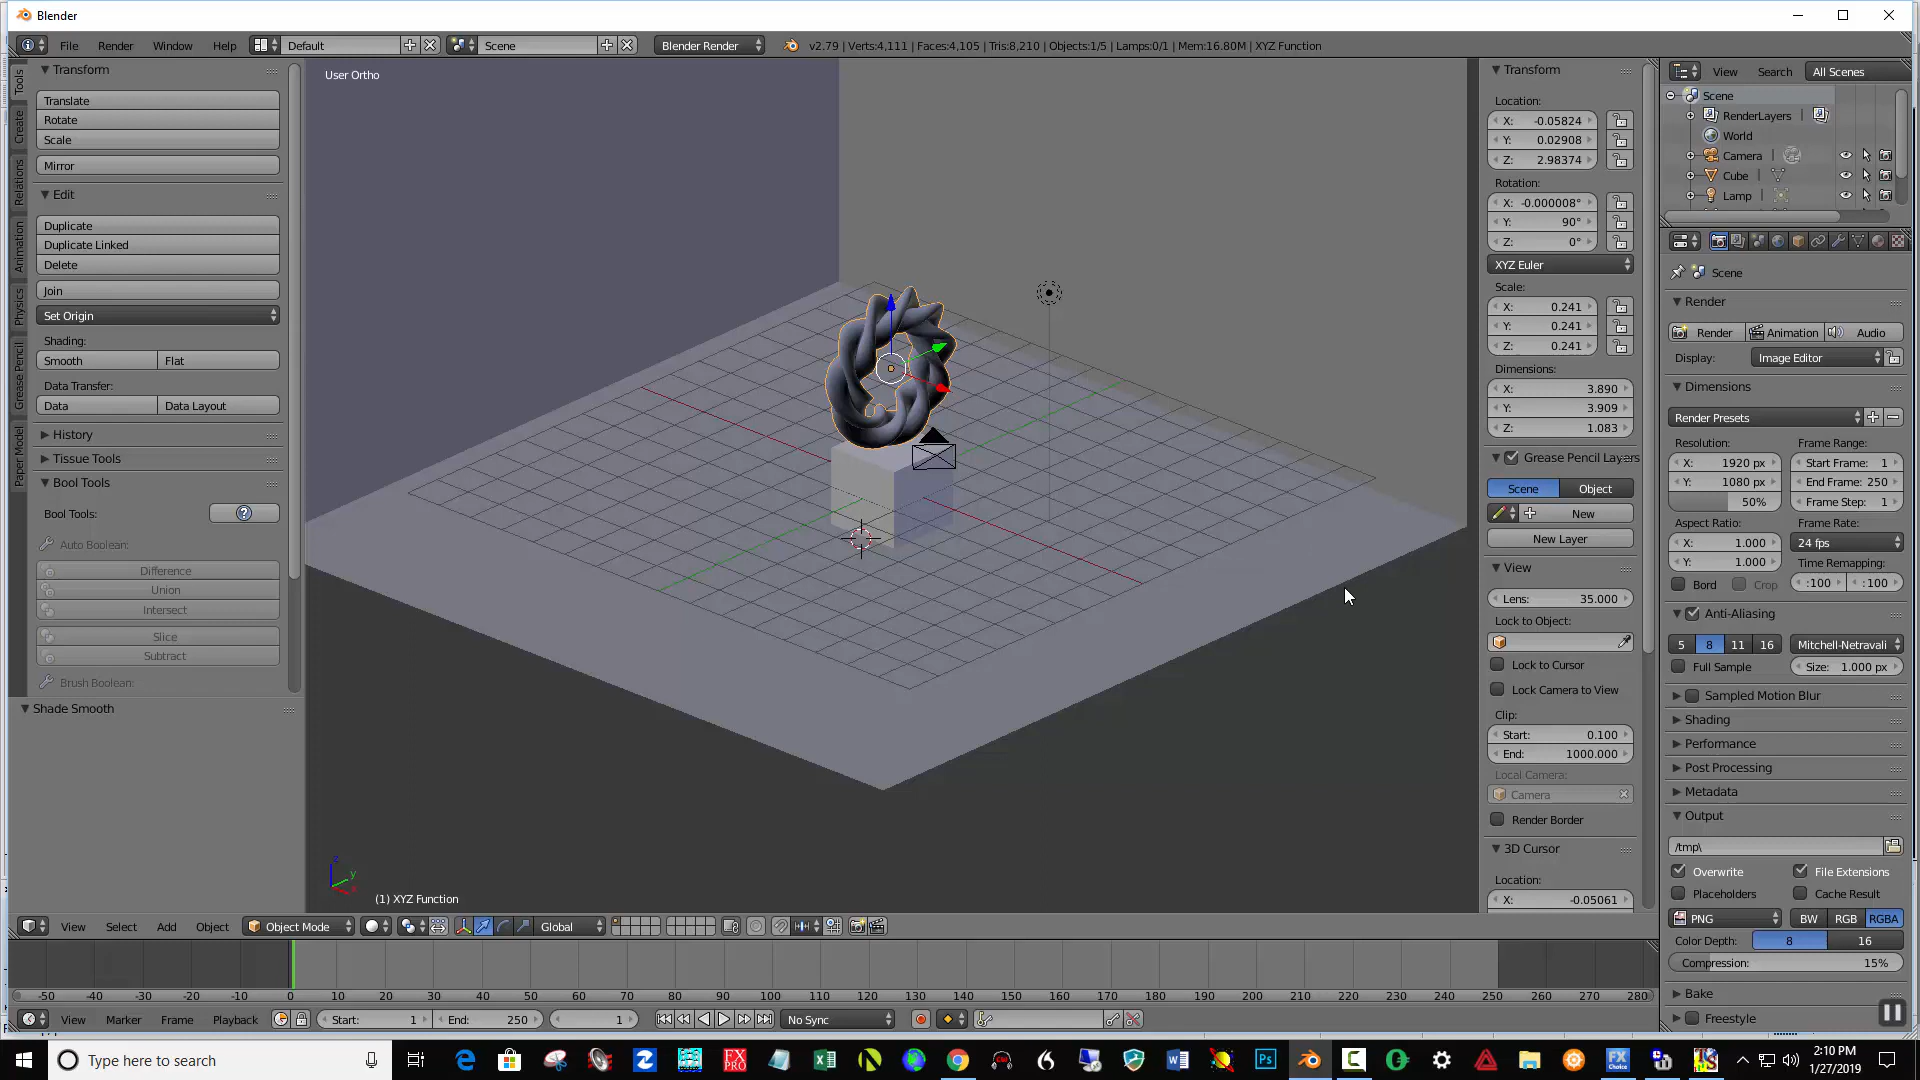 Blender
File Render Window Help Default Scene Blender Render v2.79 | Verts:4,111 | Faces:4,105 | Tris:8,210 | Objects:1/5 | Lamps:0/1 | Mem:16.80M | XYZ Function
Tools
Create
Relations
Animation
Physics
Grease Pencil
Paper Model
Transform
Translate
Rotate
Scale
Mirror
Edit
Duplicate
Duplicate Linked
Delete
Join
Set Origin
Shading:
Smooth Flat
Data Transfer:
Data Data Layout
History
Tissue Tools
Bool Tools
Bool Tools:
Auto Boolean:
Difference
Union
Intersect
Slice
Subtract
Brush Boolean:
Shade Smooth
User Ortho
z
y
x
(1) XYZ Function
Transform
Location:
X: -0.05824
Y: 0.02908
Z: 2.98374
Rotation:
X: -0.000008°
Y: 90°
Z: 0°
XYZ Euler
Scale:
X: 0.241
Y: 0.241
Z: 0.241
Dimensions:
X: 3.890
Y: 3.909
Z: 1.083
Grease Pencil Layers
Scene Object
New
New Layer
View
Lens: 35.000
Lock to Object:
Lock to Cursor
Lock Camera to View
Clip:
Start: 0.100
End: 1000.000
Local Camera:
Camera
Render Border
3D Cursor
Location:
X: -0.05061
View Search All Scenes
Scene
RenderLayers
World
Camera
Cube
Lamp
Scene
Render
Render Animation Audio
Display: Image Editor
Dimensions
Render Presets
Resolution: Frame Range:
X: 1920 px Start Frame: 1
Y: 1080 px End Frame: 250
50% Frame Step: 1
Aspect Ratio: Frame Rate:
X: 1.000 24 fps
Y: 1.000 Time Remapping:
Bord Crop :100 :100
Anti-Aliasing
5 8 11 16 Mitchell-Netravali
Full Sample Size: 1.000 px
Sampled Motion Blur
Shading
Performance
Post Processing
Metadata
Output
/tmp\
Overwrite File Extensions
Placeholders Cache Result
PNG BW RGB RGBA
Color Depth: 8 16
Compression: 15%
Bake
Freestyle
View Select Add Object Object Mode Global
-50 -40 -30 -20 -10 0 10 20 30 40 50 60 70 80 90 100 110 120 130 140 150 160 170 180 190 200 210 220 230 240 250 260 270 280
View Marker Frame Playback Start: 1 End: 250 1 No Sync
Type here to search
FX PRO
Ps
FX Choice
2:10 PM
1/27/2019